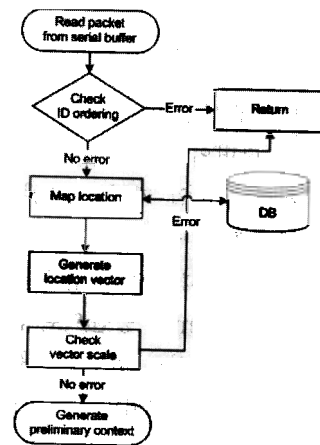 Read packet
from serial buffer
Check
ID ordering
Error
Return
No error
Map location
Error
DB
Generate
location vector
Check
vector scale
No error
Generate
preliminary context